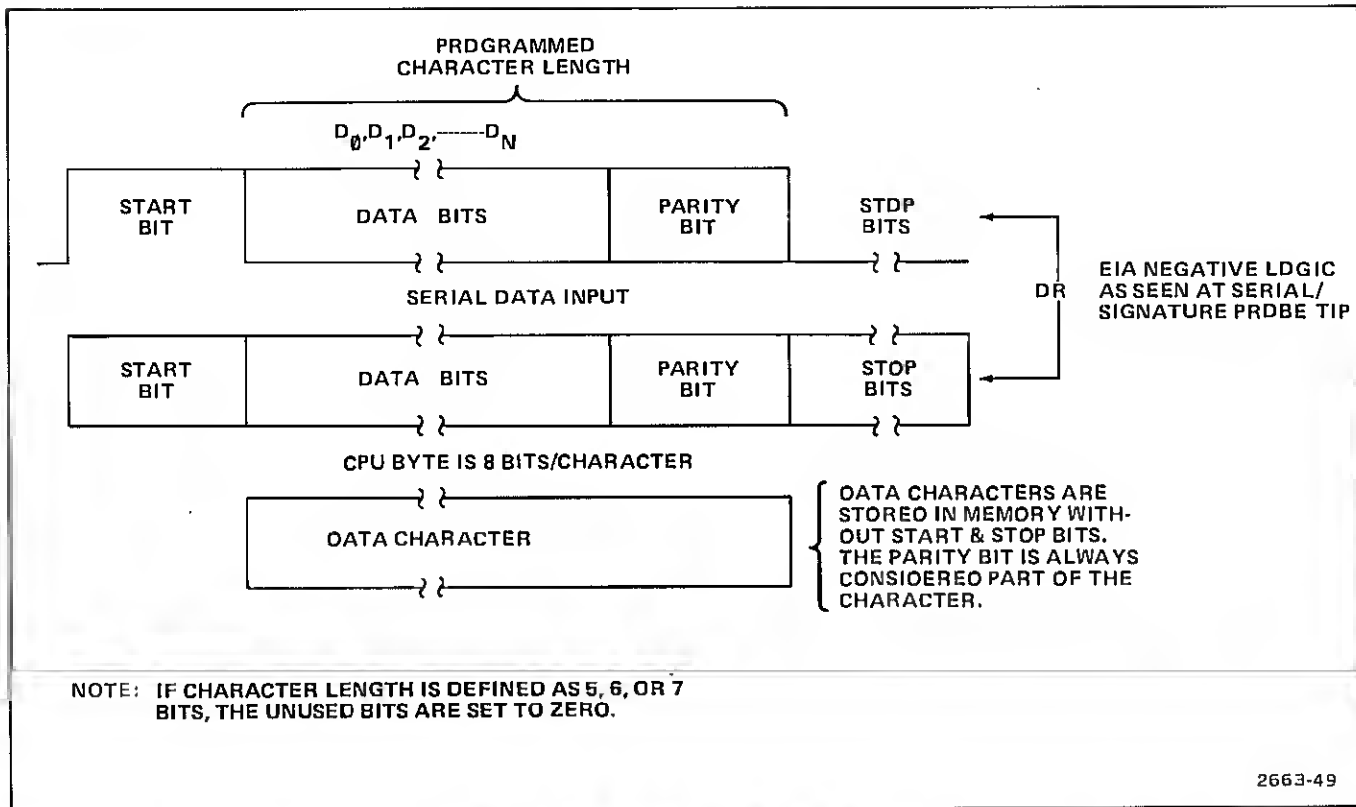 PRDGRAMMED
CHARACTER LENGTH
D0,D1,D2,-------DN
START
BIT
DATA BITS
PARITY
BIT
STDP
BITS
SERIAL DATA INPUT
DR
EIA NEGATIVE LDGIC
AS SEEN AT SERIAL/
SIGNATURE PRDBE TIP
START
BIT
DATA BITS
PARITY
BIT
STOP
BITS
CPU BYTE IS 8 BITS/CHARACTER
OATA CHARACTER
OATA CHARACTERS ARE
STOREO IN MEMORY WITH-
OUT START & STOP BITS.
THE PARITY BIT IS ALWAYS
CONSIOERED PART OF THE
CHARACTER.
NOTE: IF CHARACTER LENGTH IS DEFINED AS 5, 6, OR 7
BITS, THE UNUSED BITS ARE SET TO ZERO.
2663-49